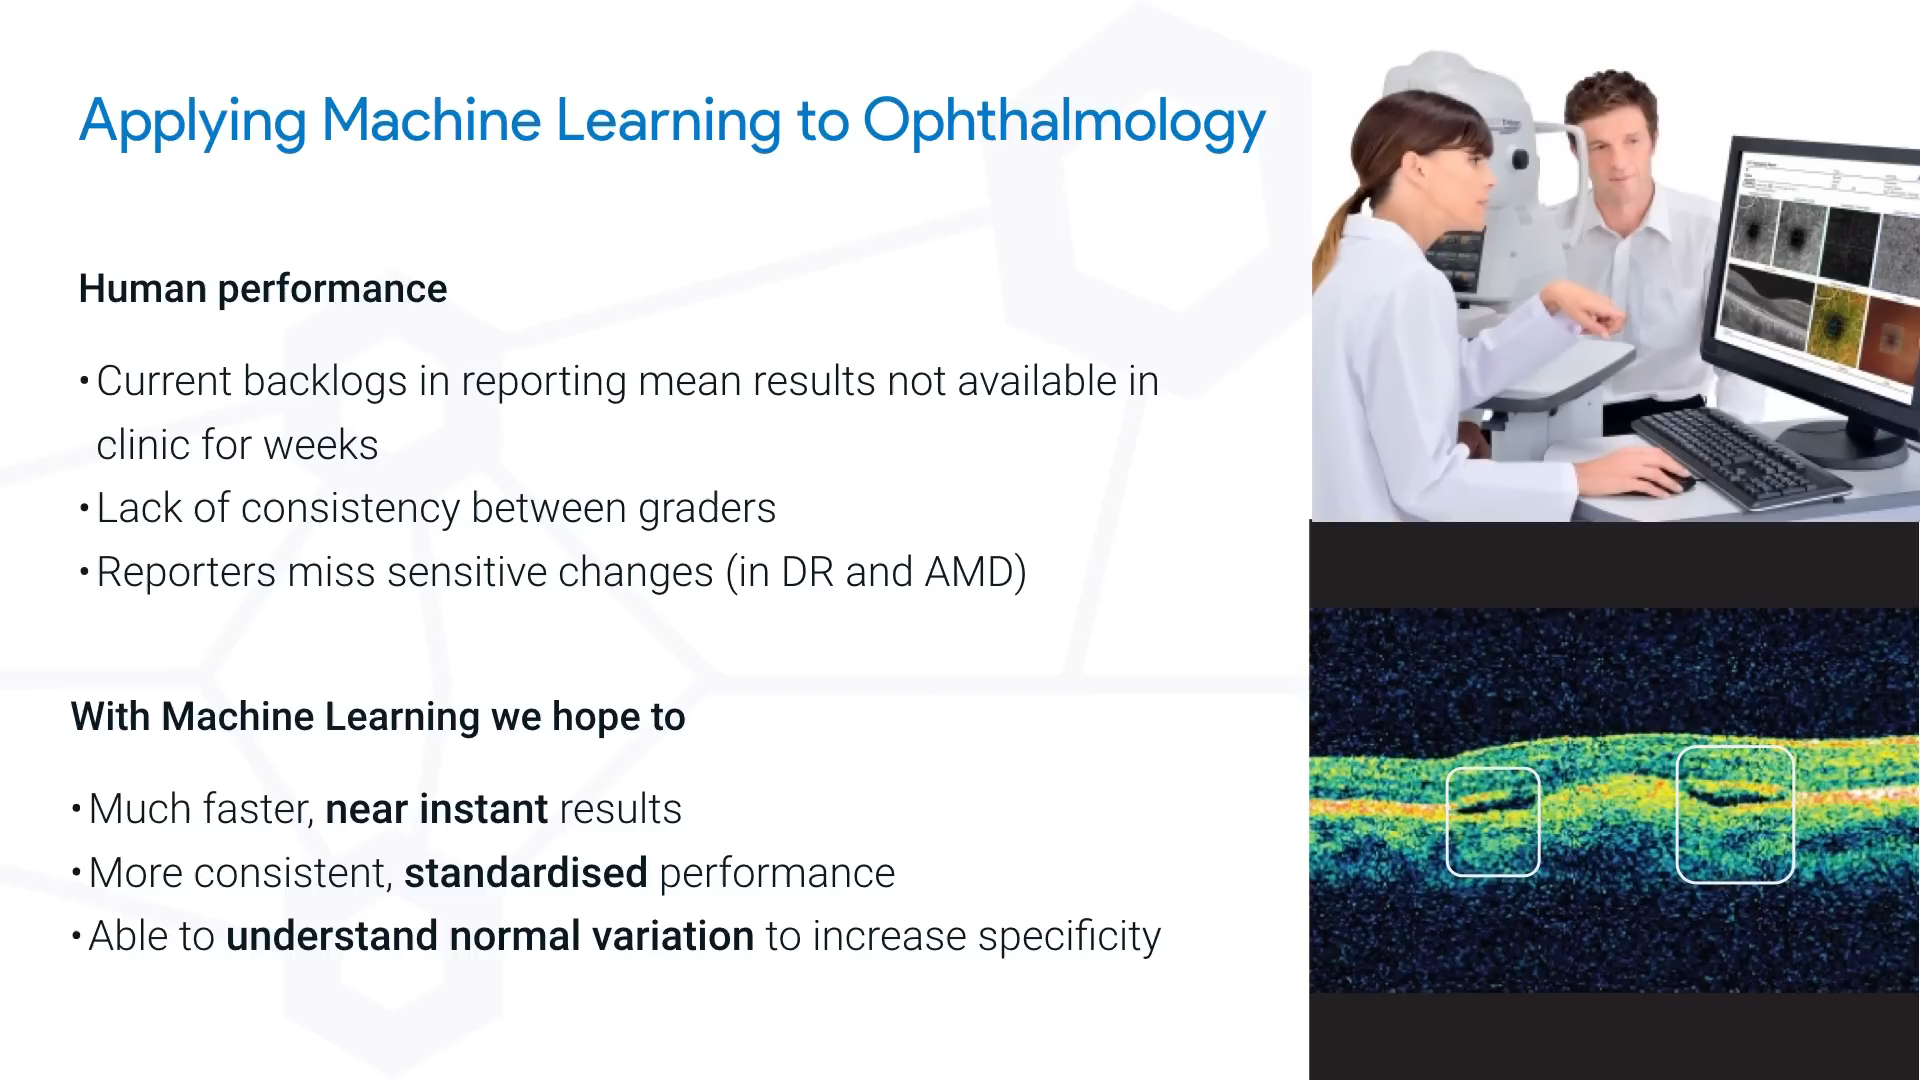 Applying Machine Learning to Ophthalmology
Human performance
• Current backlogs in reporting mean results not available in
clinic for weeks
• Lack of consistency between graders
• Reporters miss sensitive changes (in DR and AMD)
With Machine Learning we hope to
• Much faster, near instant results
• More consistent, standardised performance
• Able to understand normal variation to increase specificity